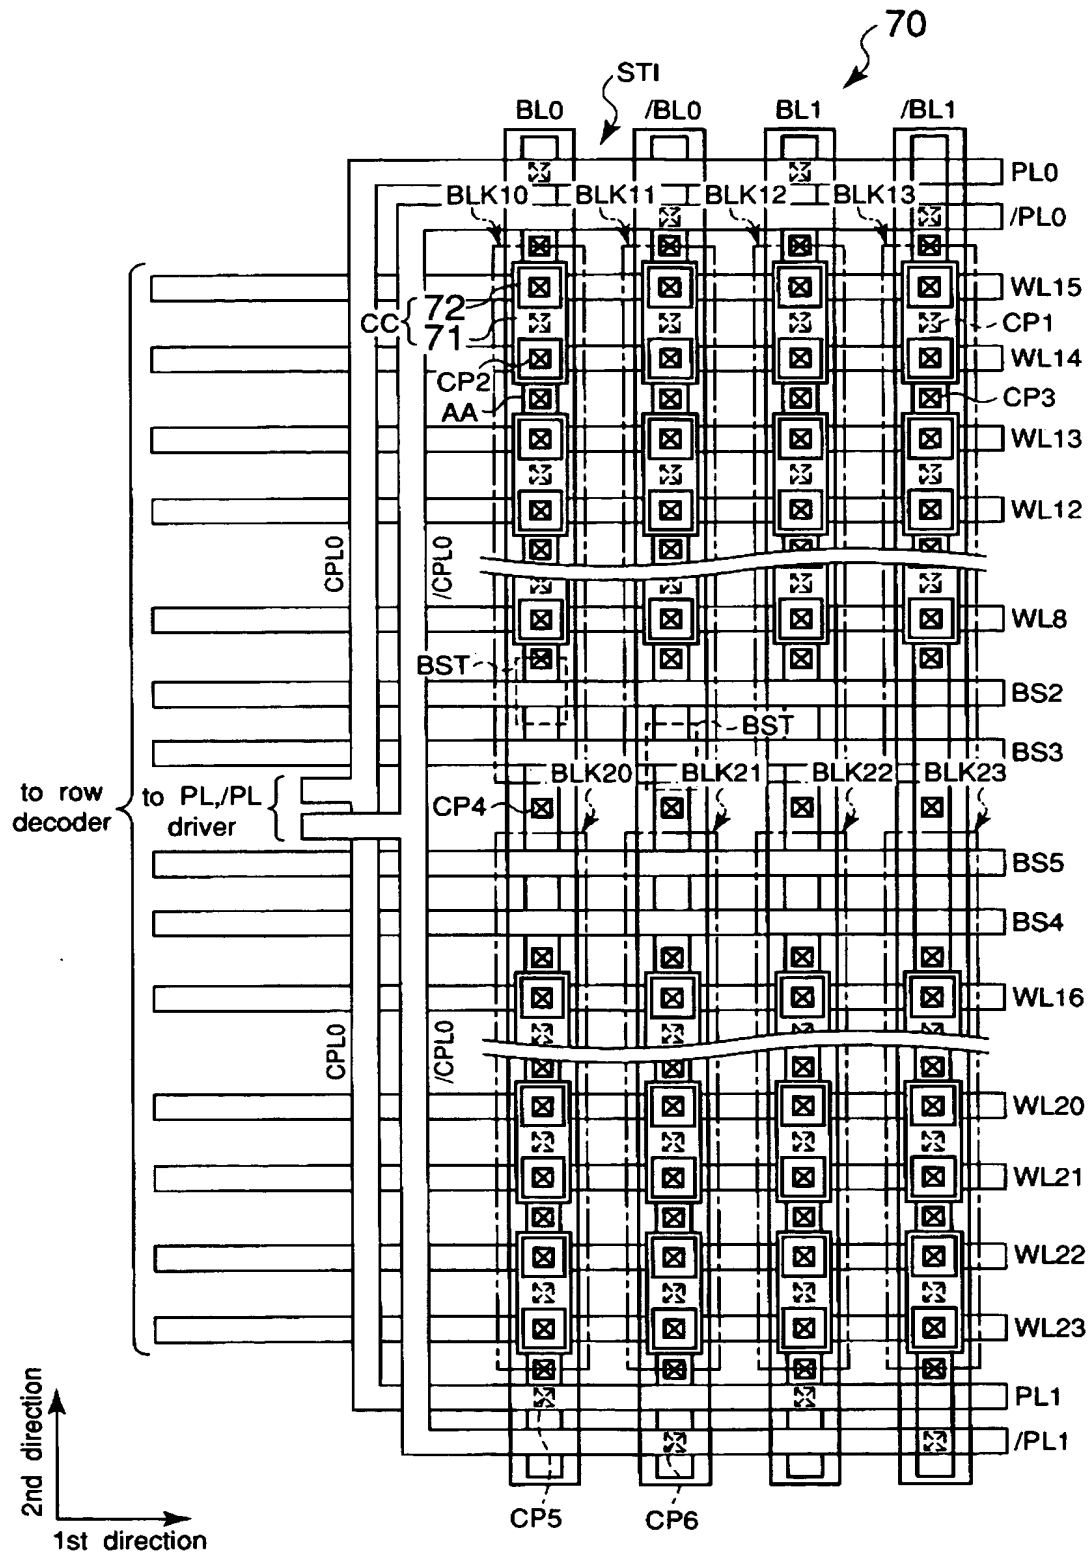 70
STI
BL0 /BL0 BL1 /BL1
PL0
BLK10 BLK11 BLK12 BLK13
/PL0
WL15
CC { 72
71
CP1
WL14
CP2
AA
CP3
WL13
WL12
CPL0 /CPL0
WL8
BST
BS2
BST
BS3
BLK20 BLK21 BLK22 BLK23
to row
decoder
to PL,/PL
driver
CP4
BS5
BS4
WL16
CPL0 /CPL0
WL20
WL21
WL22
WL23
PL1
/PL1
2nd direction
1st direction
CP5 CP6